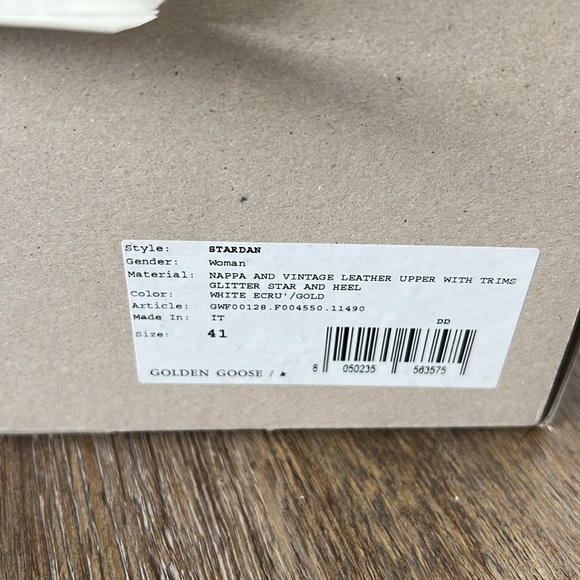 Style: STARDAN
Gender: Woman
Material: NAPPA AND VINTAGE LEATHER UPPER WITH TRIMS
GLITTER STAR AND HEEL
Color: WHITE ECRU'/GOLD
Article: GWF00128.F004550.11490
Made In: IT
DD
Size: 41
8 050235 563575
GOLDEN GOOSE / ★